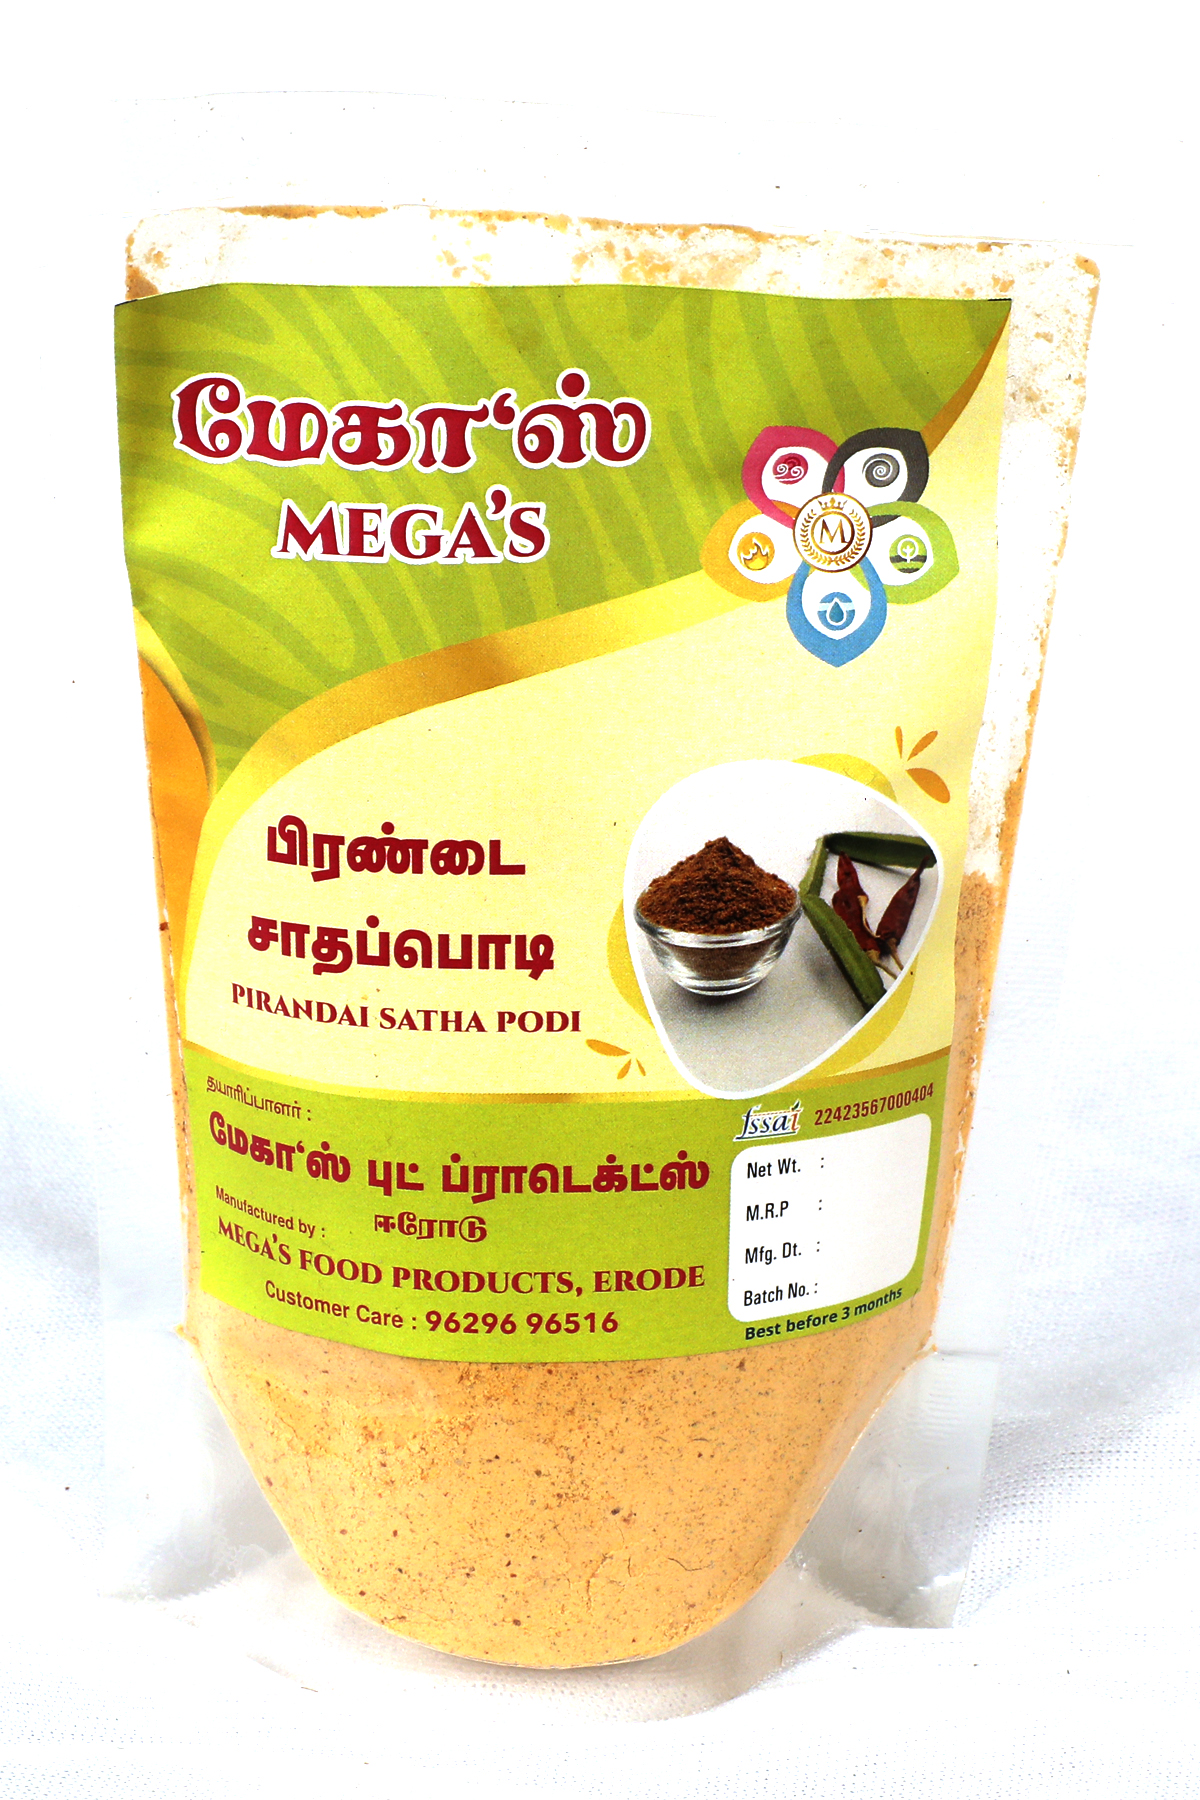 மேகா'ஸ்
MEGA'S
M
பிரண்டை
சாதப்பொடி
PIRANDAI SATHA PODI
தயாரிப்பாளர் :
மேகா'ஸ் புட் ப்ராடெக்ட்ஸ்
ஈரோடு
Manufactured by :
MEGA'S FOOD PRODUCTS, ERODE
Customer Care : 96296 96516
fssai 22423567000404
Net Wt. :
M.R.P :
Mfg. Dt. :
Batch No. :
Best before 3 months